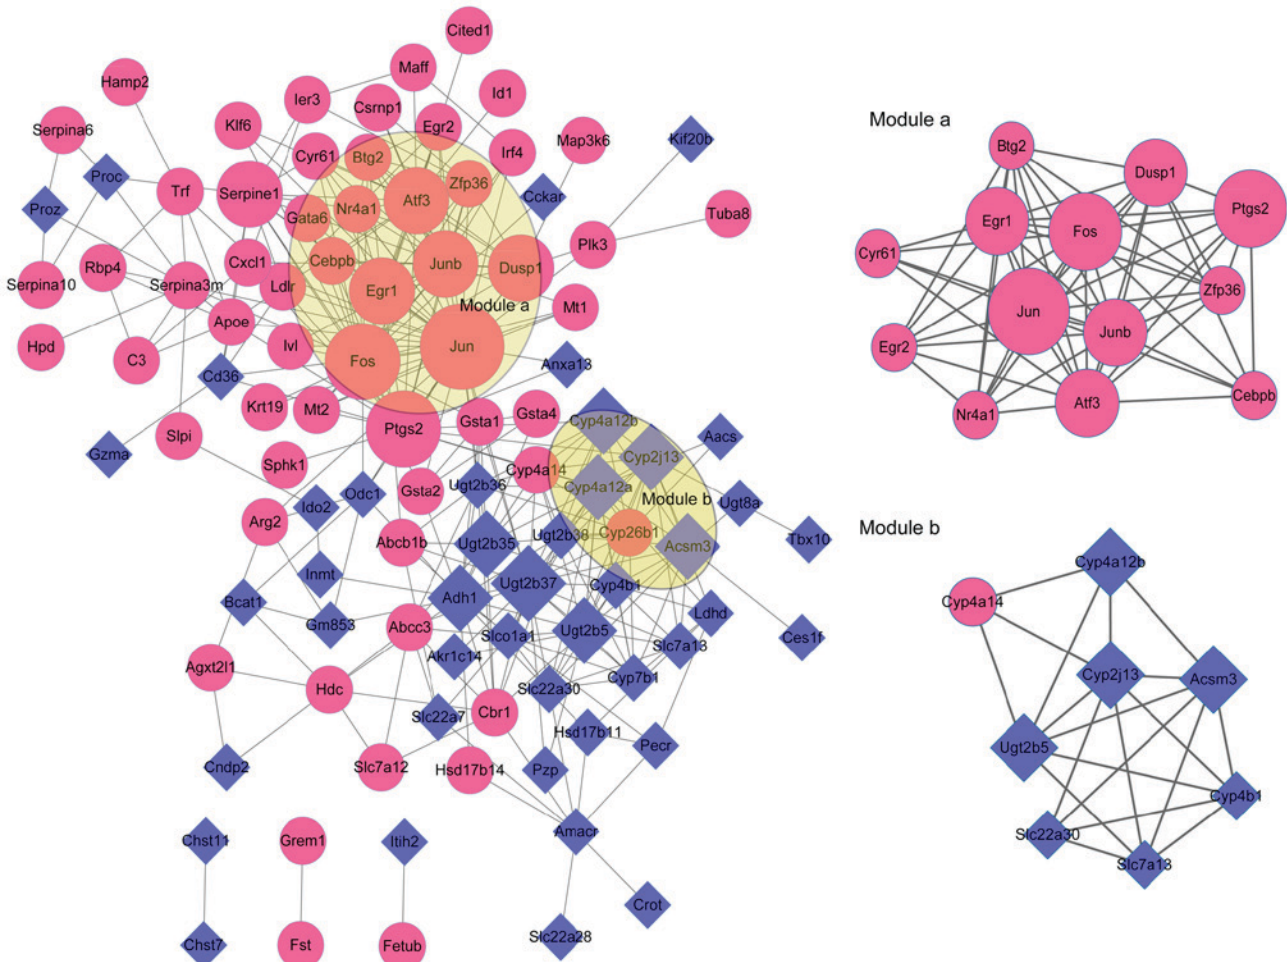 Cited1
Maff
Hamp2
Ier3
Id1
Csrnp1
Klf6
Egr2
Serpina6
Map3k6
Kif20b
Cyr61
Btg2
Irf4
Proc
Trf
Serpine1
Atf3
Zfp36
Cckar
Proz
Gata6
Nr4a1
Tuba8
Plk3
Rbp4
Cxcl1
Cebpb
Junb
Dusp1
Serpina10
Serpina3m
Ldlr
Egr1
Module a
Mt1
Apoe
Hpd
C3
Ivl
Fos
Jun
Cd36
Anxa13
Krt19
Mt2
Gsta4
Slpi
Ptgs2
Gsta1
Cyp4a12b
Aacs
Gzma
Cyp2j13
Sphk1
Cyp4a14
Gsta2
Ugt2b36
Cyp4a12a
Module b
Odc1
Ido2
Ugt8a
Arg2
Abcb1b
Ugt2b35
Ugt2b38
Cyp26b1
Acsm3
Tbx10
Inmt
Ugt2b37
Cyp4b1
Bcat1
Adh1
Gm853
Abcc3
Slco1a1
Ugt2b5
Ldhd
Ces1f
Akr1c14
Slc7a13
Agxt2l1
Hdc
Cyp7b1
Slc22a30
Slc22a7
Cbr1
Hsd17b11
Pecr
Cndp2
Slc7a12
Hsd17b14
Pzp
Amacr
Chst11
Grem1
Itih2
Crot
Chst7
Fst
Fetub
Slc22a28
Module a
Btg2
Dusp1
Ptgs2
Egr1
Fos
Cyr61
Zfp36
Jun
Junb
Egr2
Nr4a1
Atf3
Cebpb
Module b
Cyp4a12b
Cyp4a14
Cyp2j13
Acsm3
Ugt2b5
Cyp4b1
Slc22a30
Slc7a13